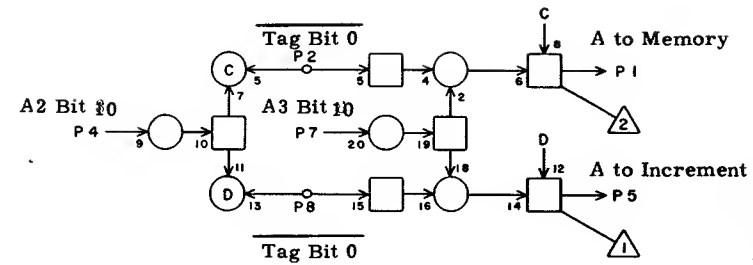 C
Tag Bit 0
P2
8
A to Memory
C
5
5
4
6
P1
7
2
A2 Bit 10
A3 Bit 10
2
P4
9
10
P7
20
19
D
11
18
12
A to Increment
D
13
P8
15
16
14
P5
Tag Bit 0
1